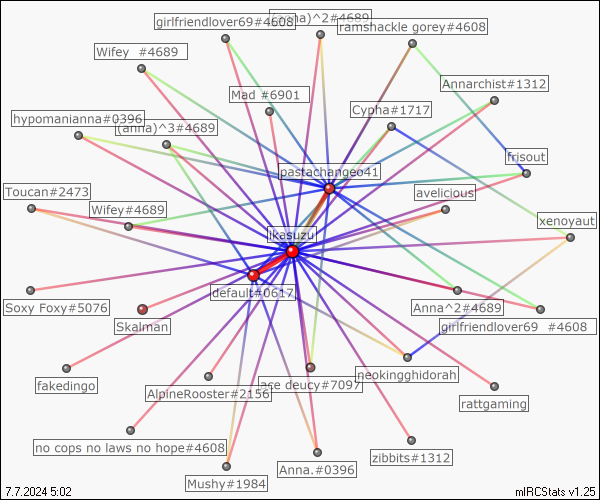 girlfriendlover69#4608
(anna)^2#4689
ramshackle gorey#4608
Wifey  #4689
Annarchist#1312
Mad #6901
Cypha#1717
hypomanianna#0396
(anna)^3#4689
frisout
pastachangeo41
Toucan#2473
avelicious
Wifey#4689
xenoyaut
ikasuzu
default#0617
Soxy Foxy#5076
Anna^2#4689
Skalman
girlfriendlover69  #4608
neokingghidorah
fakedingo
ace deucy#7097
AlpineRooster#2156
rattgaming
no cops no laws no hope#4608
zibbits#1312
Anna.#0396
Mushy#1984
7.7.2024 5:02
mIRCStats v1.25